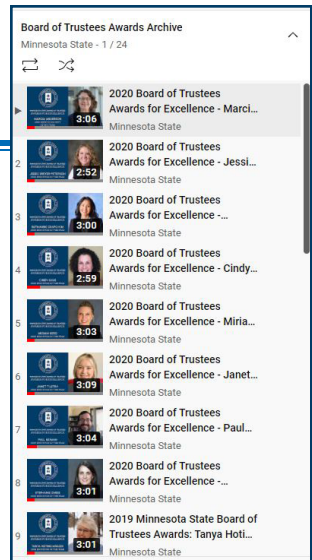 Board of Trustees Awards Archive
Minnesota State - 1 / 24
3:06
2020 Board of Trustees
Awards for Excellence - Marci...
Minnesota State
2
2:52
2020 Board of Trustees
Awards for Excellence - Jessi...
Minnesota State
3
3:00
2020 Board of Trustees
Awards for Excellence -...
Minnesota State
4
2:59
2020 Board of Trustees
Awards for Excellence - Cindy...
Minnesota State
5
3:03
2020 Board of Trustees
Awards for Excellence - Miria...
Minnesota State
6
3:09
2020 Board of Trustees
Awards for Excellence - Janet...
Minnesota State
7
3:04
2020 Board of Trustees
Awards for Excellence - Paul...
Minnesota State
8
3:01
2020 Board of Trustees
Awards for Excellence -...
Minnesota State
9
3:01
2019 Minnesota State Board of
Trustees Awards: Tanya Hoti...
Minnesota State